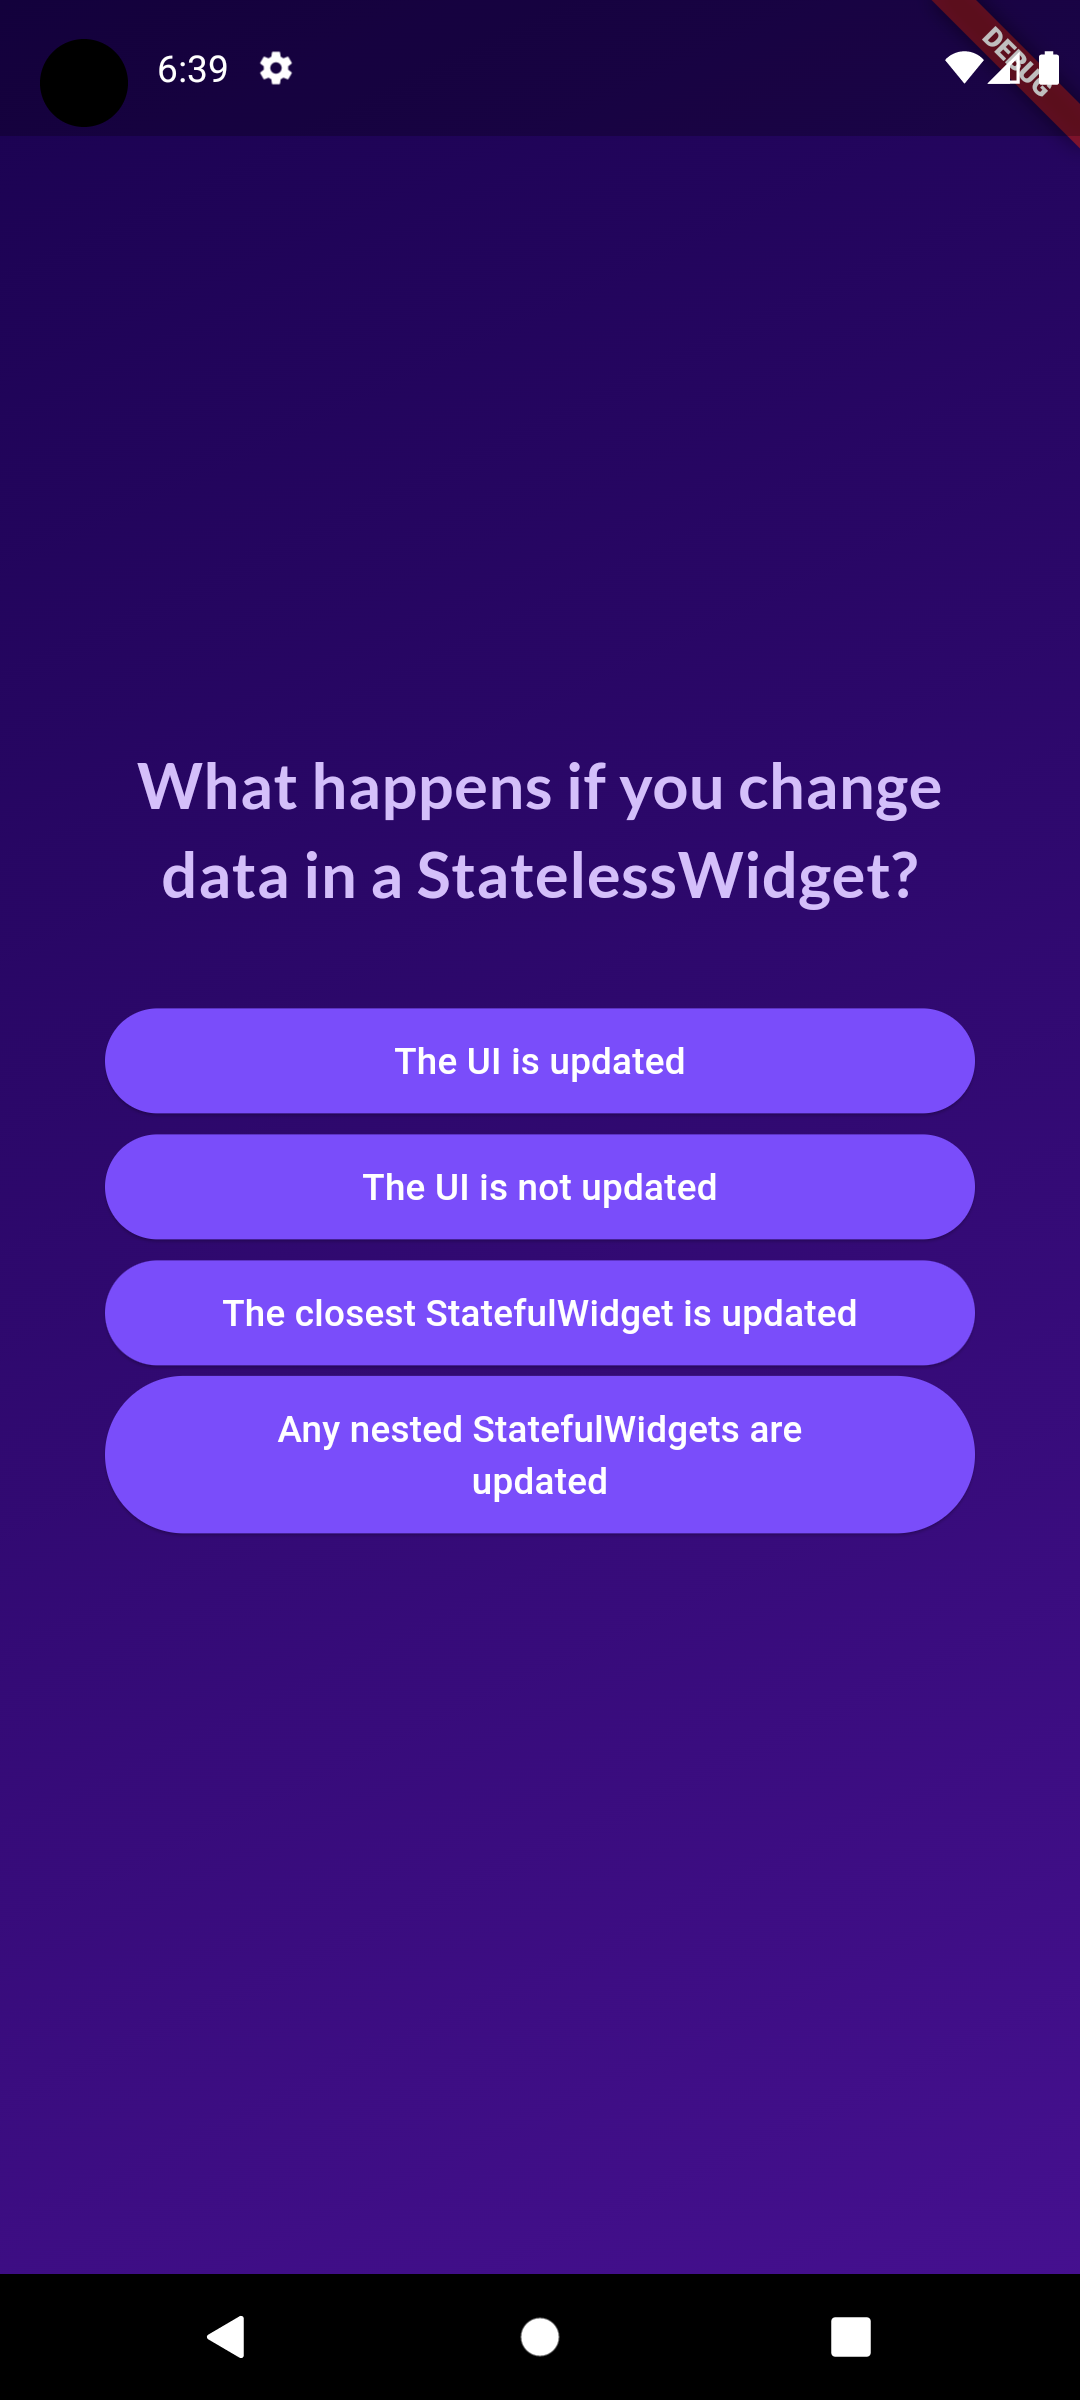 6:39
DEBUG
What happens if you change
data in a StatelessWidget?
The UI is updated
The UI is not updated
The closest StatefulWidget is updated
Any nested StatefulWidgets are
updated